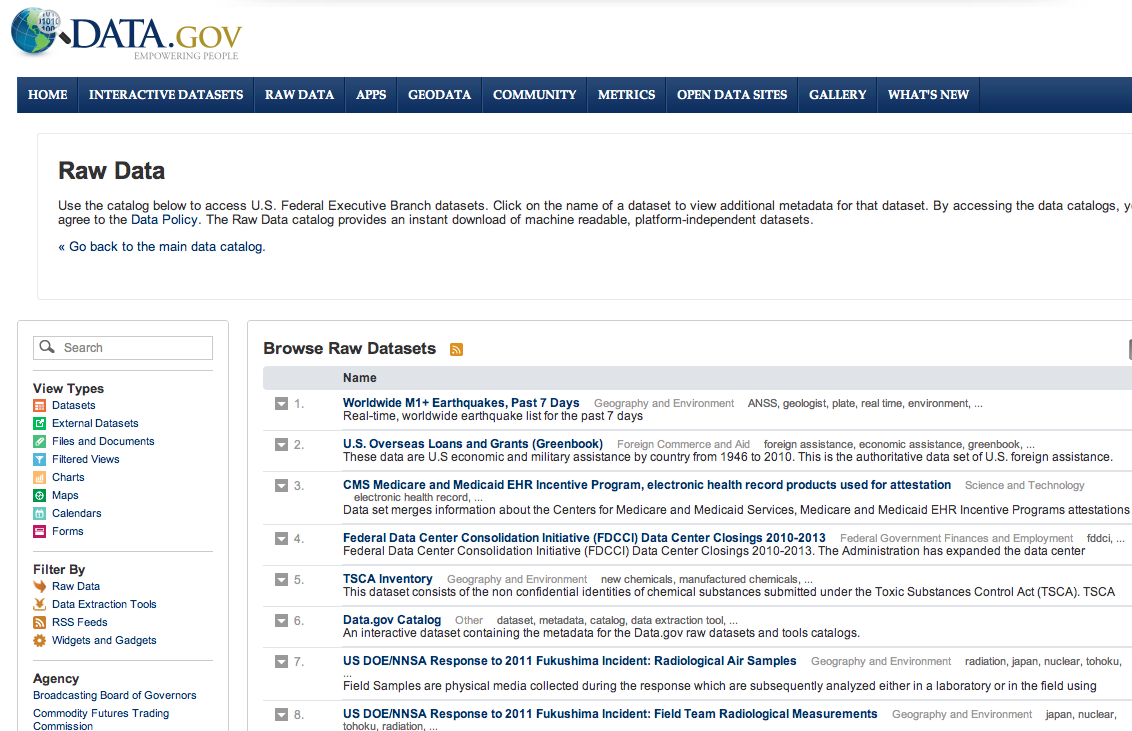 DATA.GOV
EMPOWERING PEOPLE
HOME INTERACTIVE DATASETS RAW DATA APPS GEODATA COMMUNITY METRICS OPEN DATA SITES GALLERY WHAT'S NEW
Raw Data
Use the catalog below to access U.S. Federal Executive Branch datasets. Click on the name of a dataset to view additional metadata for that dataset. By accessing the data catalogs,
agree to the Data Policy. The Raw Data catalog provides an instant download of machine readable, platform-independent datasets.
« Go back to the main data catalog.
Search
View Types
Datasets
External Datasets
Files and Documents
Filtered Views
Charts
Maps
Calendars
Forms
Filter By
Raw Data
Data Extraction Tools
RSS Feeds
Widgets and Gadgets
Agency
Broadcasting Board of Governors
Commodity Futures Trading
Commission
Browse Raw Datasets
Name
1. Worldwide M1+ Earthquakes, Past 7 Days Geography and Environment ANSS, geologist, plate, real time, environment, ...
Real-time, worldwide earthquake list for the past 7 days
2. U.S. Overseas Loans and Grants (Greenbook) Foreign Commerce and Aid foreign assistance, economic assistance, greenbook, ...
These data are U.S economic and military assistance by country from 1946 to 2010. This is the authoritative data set of U.S. foreign assistance.
3. CMS Medicare and Medicaid EHR Incentive Program, electronic health record products used for attestation Science and Technology
electronic health record, ...
Data set merges information about the Centers for Medicare and Medicaid Services, Medicare and Medicaid EHR Incentive Programs attestations
4. Federal Data Center Consolidation Initiative (FDCCI) Data Center Closings 2010-2013 Federal Government Finances and Employment fddci, ...
Federal Data Center Consolidation Initiative (FDCCI) Data Center Closings 2010-2013. The Administration has expanded the data center
5. TSCA Inventory Geography and Environment new chemicals, manufactured chemicals, ...
This dataset consists of the non confidential identities of chemical substances submitted under the Toxic Substances Control Act (TSCA). TSCA
6. Data.gov Catalog Other dataset, metadata, catalog, data extraction tool, ...
An interactive dataset containing the metadata for the Data.gov raw datasets and tools catalogs.
7. US DOE/NNSA Response to 2011 Fukushima Incident: Radiological Air Samples Geography and Environment radiation, japan, nuclear, tohoku,
...
Field Samples are physical media collected during the response which are subsequently analyzed either in a laboratory or in the field using
8. US DOE/NNSA Response to 2011 Fukushima Incident: Field Team Radiological Measurements Geography and Environment japan, nuclear,
tohoku, radiation, ...